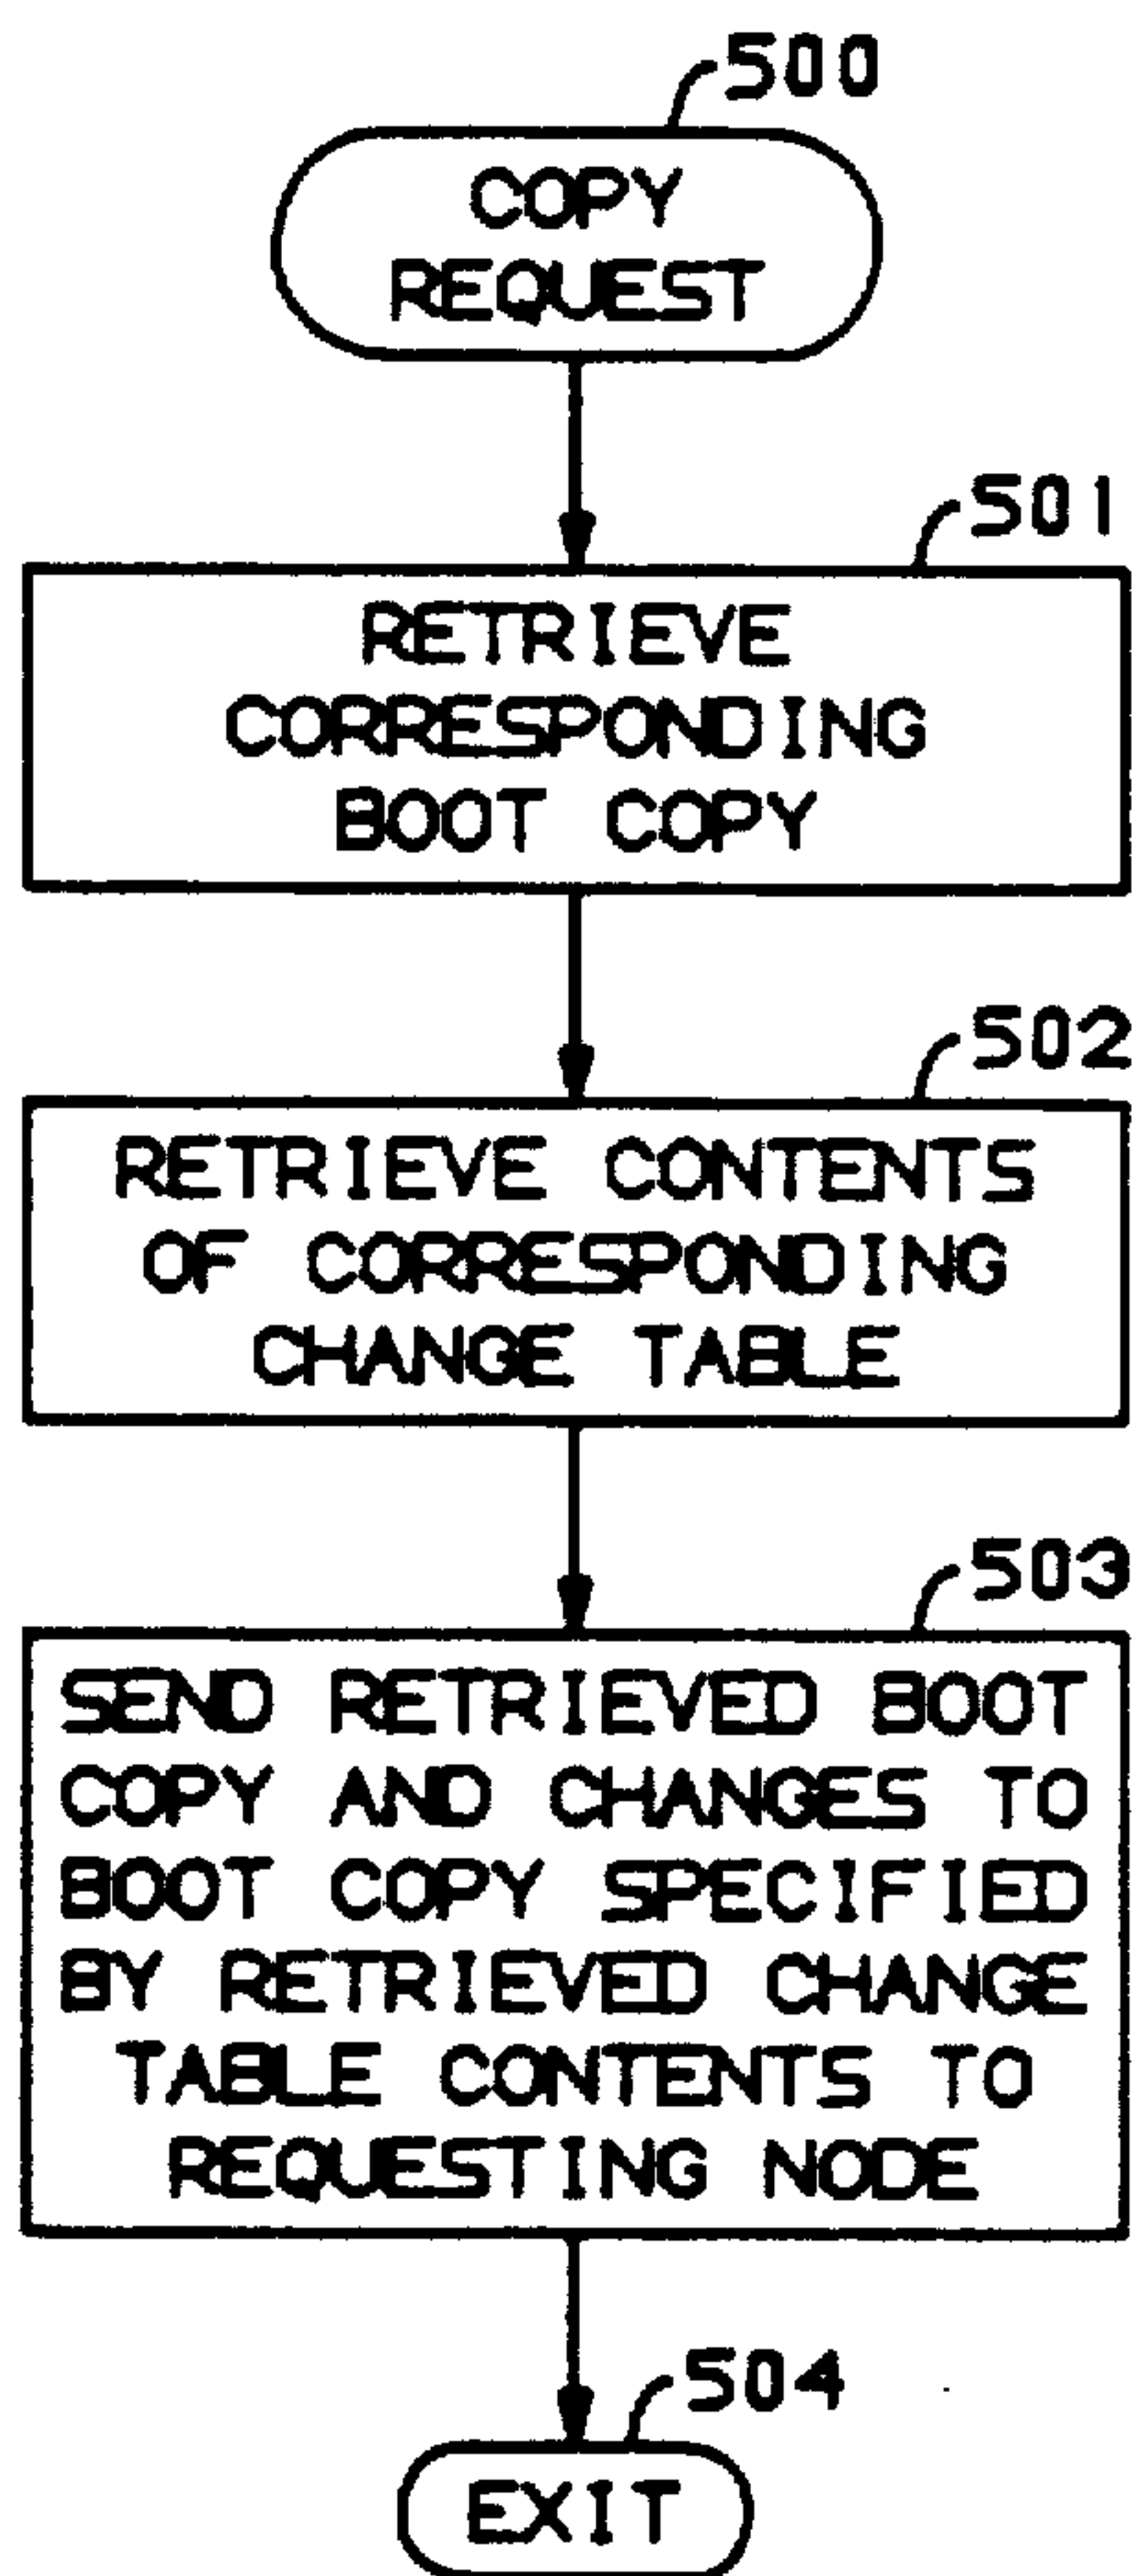 500
COPY
REQUEST
501
RETRIEVE
CORRESPONDING
BOOT COPY
502
RETRIEVE CONTENTS
OF CORRESPONDING
CHANGE TABLE
503
SEND RETRIEVED BOOT
COPY AND CHANGES TO
BOOT COPY SPECIFIED
BY RETRIEVED CHANGE
TABLE CONTENTS TO
REQUESTING NODE
504
EXIT